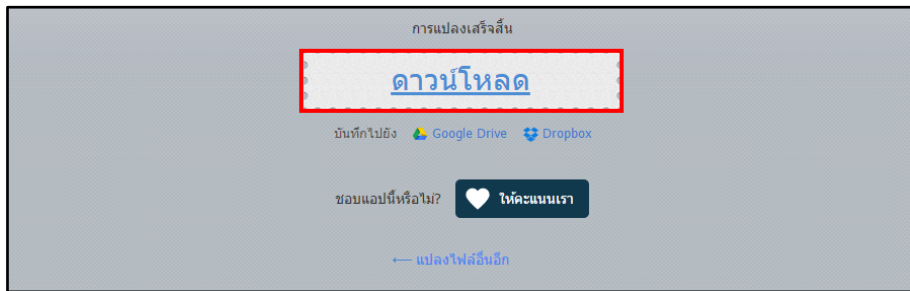 การแปลงเสร็จสิ้น
ดาวน์โหลด
บันทึกไปยัง Google Drive Dropbox
ชอบแอปนี้หรือไม่? ให้คะแนนเรา
← แปลงไฟล์อื่นอีก